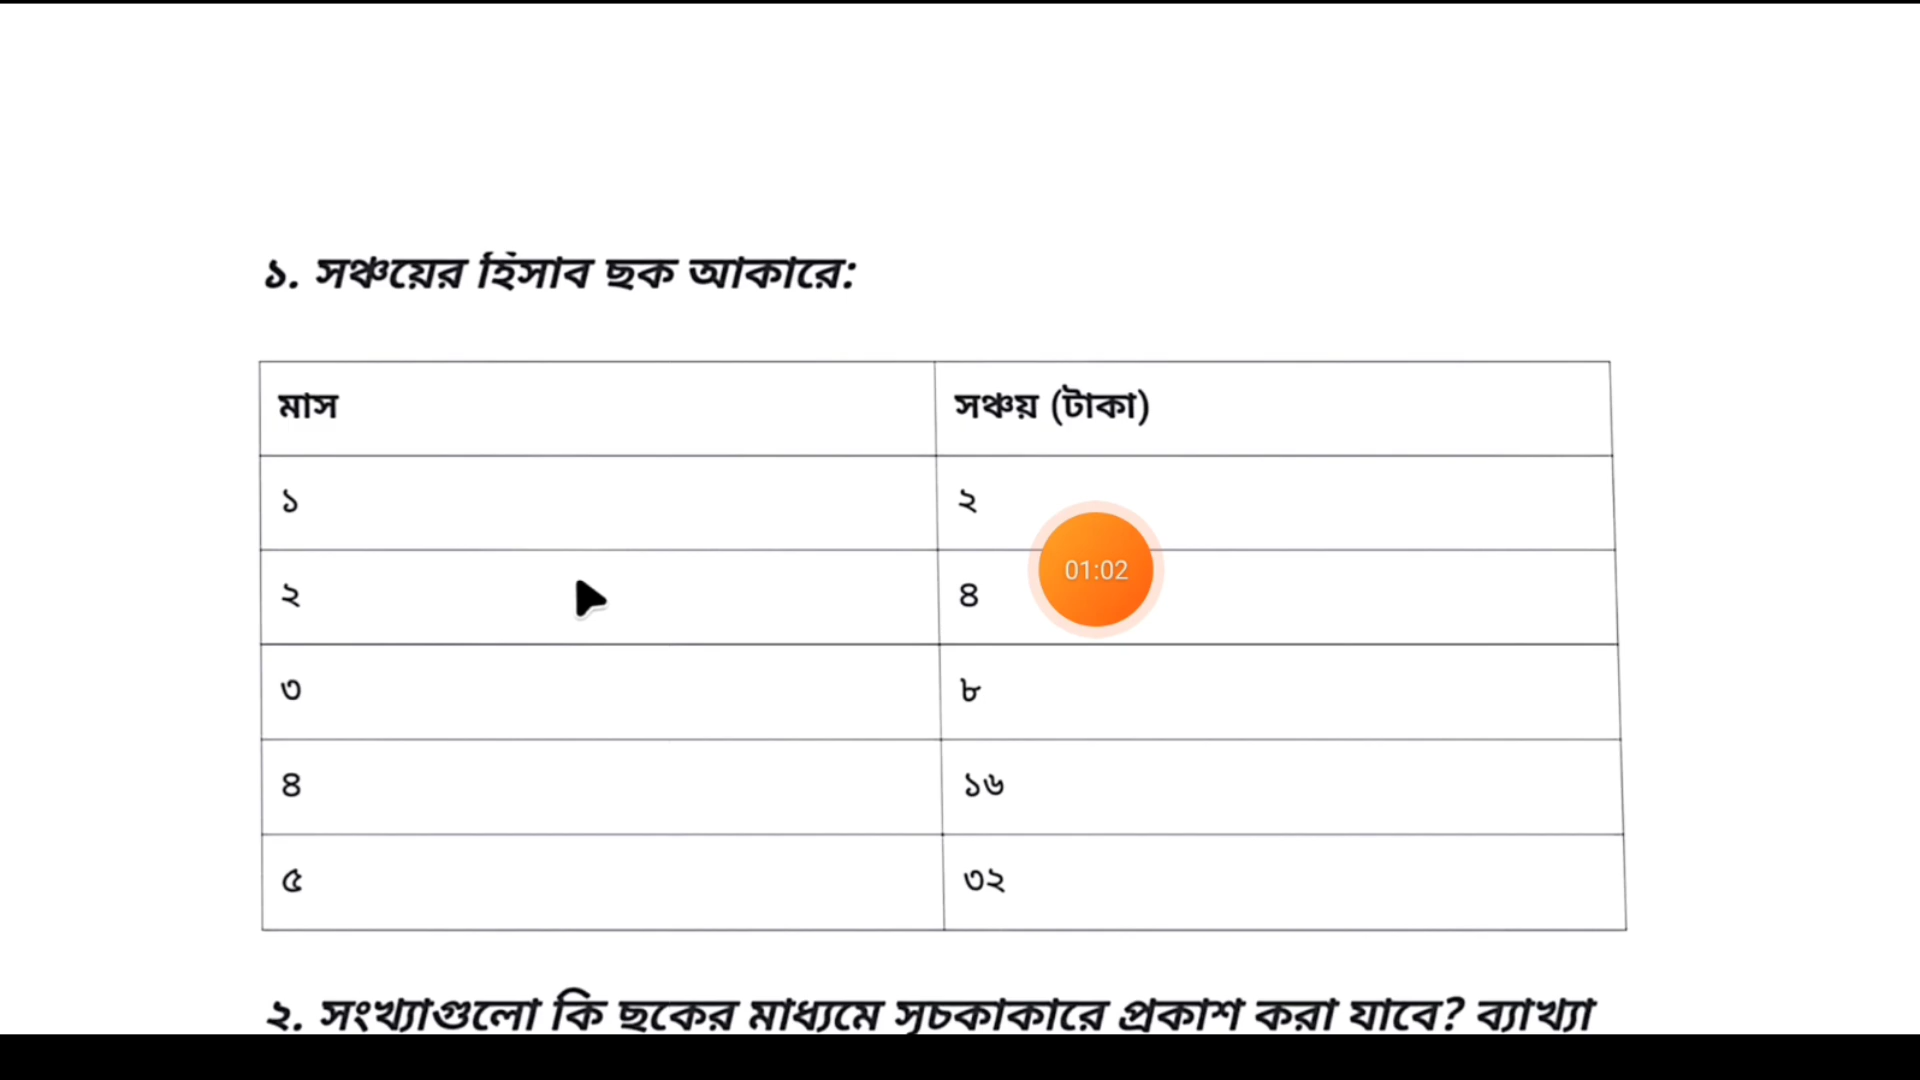 ১. সঞ্চয়ের হিসাব ছক আকারে:
মাস সঞ্চয় (টাকা)
১ ২
01:02
২ ৪
৩ ৮
৪ ১৬
৫ ৩২
২. সংখ্যাগুলো কি ছকের মাধ্যমে সূচকাকারে প্রকাশ করা যাবে? ব্যাখ্যা